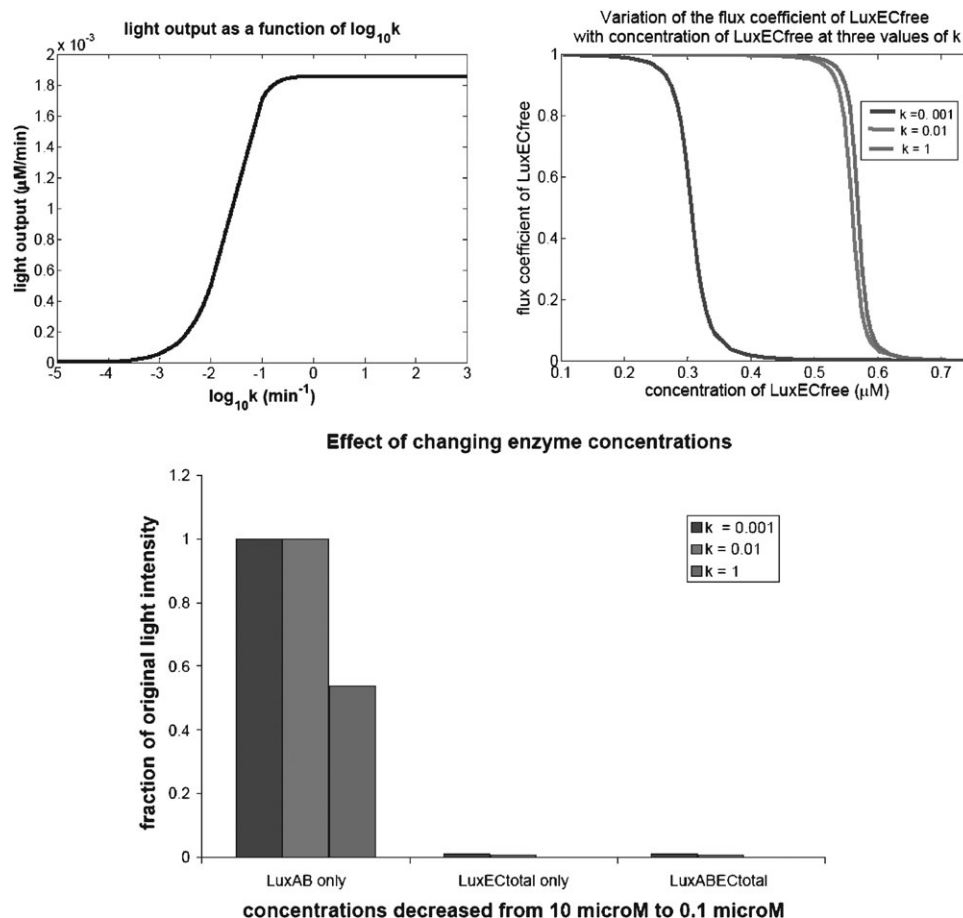 light output as a function of log10k
x 10-3
2
1.8
1.6
1.4
1.2
1
0.8
0.6
0.4
0.2
0
light output (µM/min)
-5 -4 -3 -2 -1 0 1 2 3
log10k (min-1)
Variation of the flux coefficient of LuxECfree
with concentration of LuxECfree at three values of k
1
0.8
0.6
0.4
0.2
0
flux coefficient of LuxECfree
k =0. 001
k = 0.01
k = 1
0.1 0.2 0.3 0.4 0.5 0.6 0.7
concentration of LuxECfree (µM)
Effect of changing enzyme concentrations
1.2
1
0.8
0.6
0.4
0.2
0
fraction of original light intensity
k = 0.001
k = 0.01
k = 1
LuxAB only LuxECtotal only LuxABECtotal
concentrations decreased from 10 microM to 0.1 microM